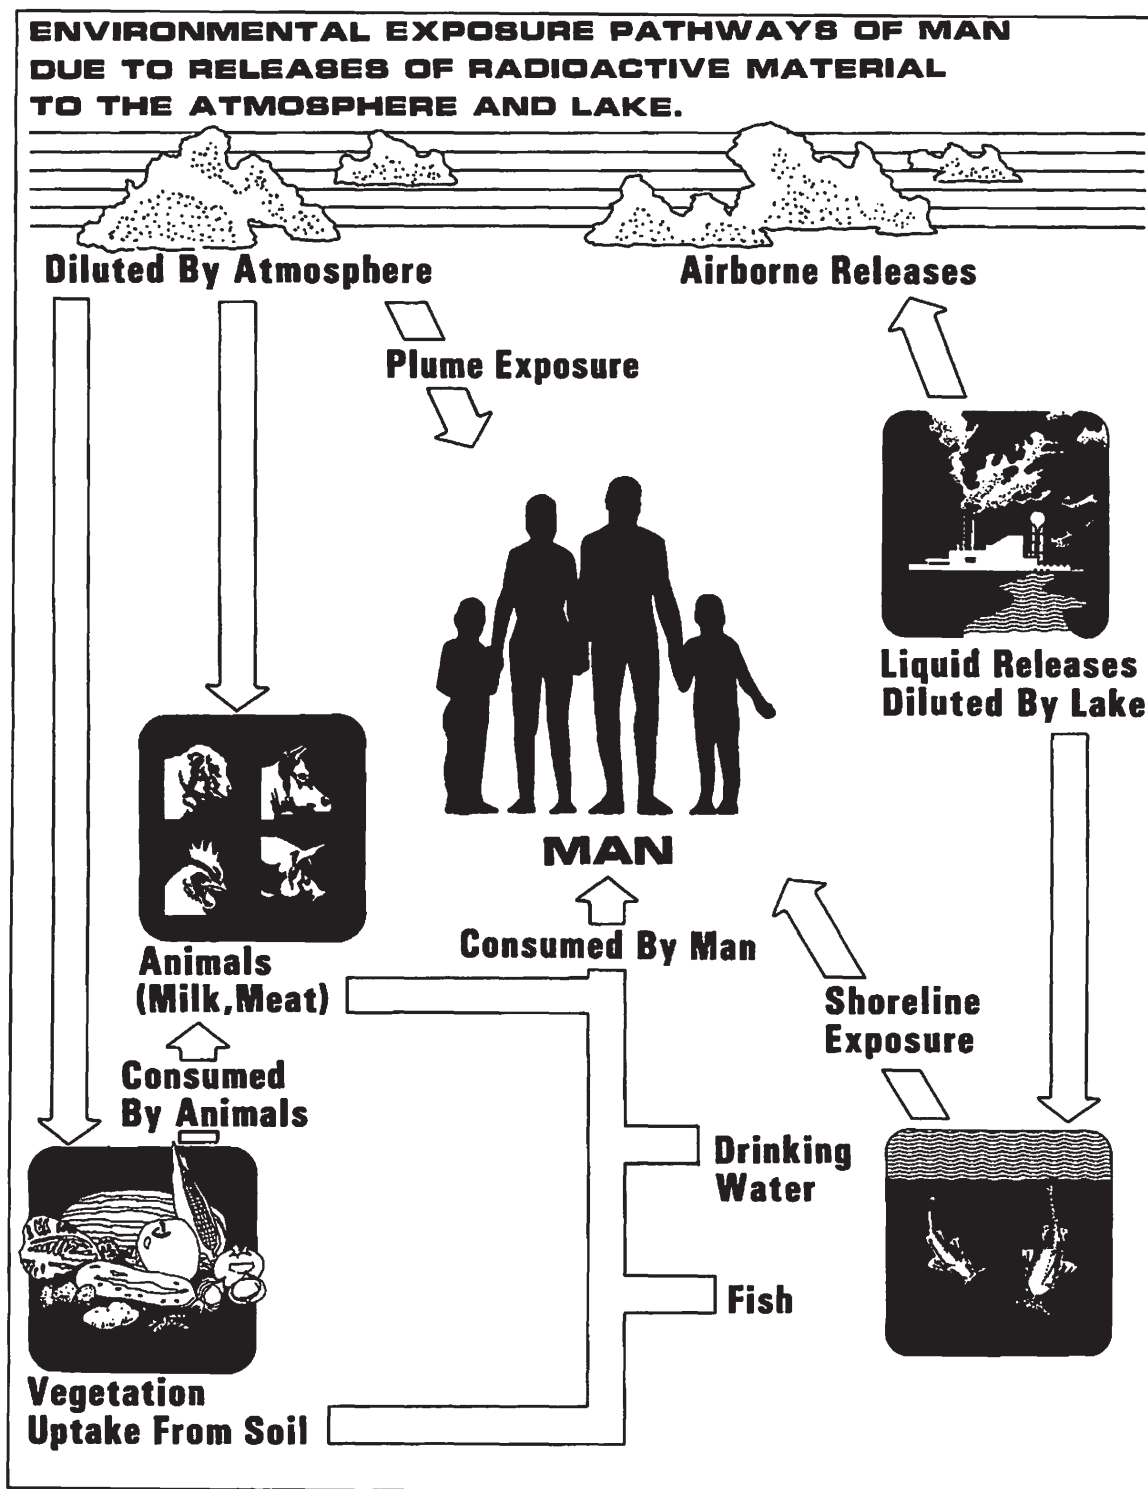 ENVIRONMENTAL EXPOSURE PATHWAYS OF MAN
DUE TO RELEASES OF RADIOACTIVE MATERIAL
TO THE ATMOSPHERE AND LAKE.
Diluted By Atmosphere
Airborne Releases
Plume Exposure
Liquid Releases
Diluted By Lake
MAN
Consumed By Man
Animals
(Milk,Meat)
Shoreline
Exposure
Consumed
By Animals
Drinking
Water
Fish
Vegetation
Uptake From Soil